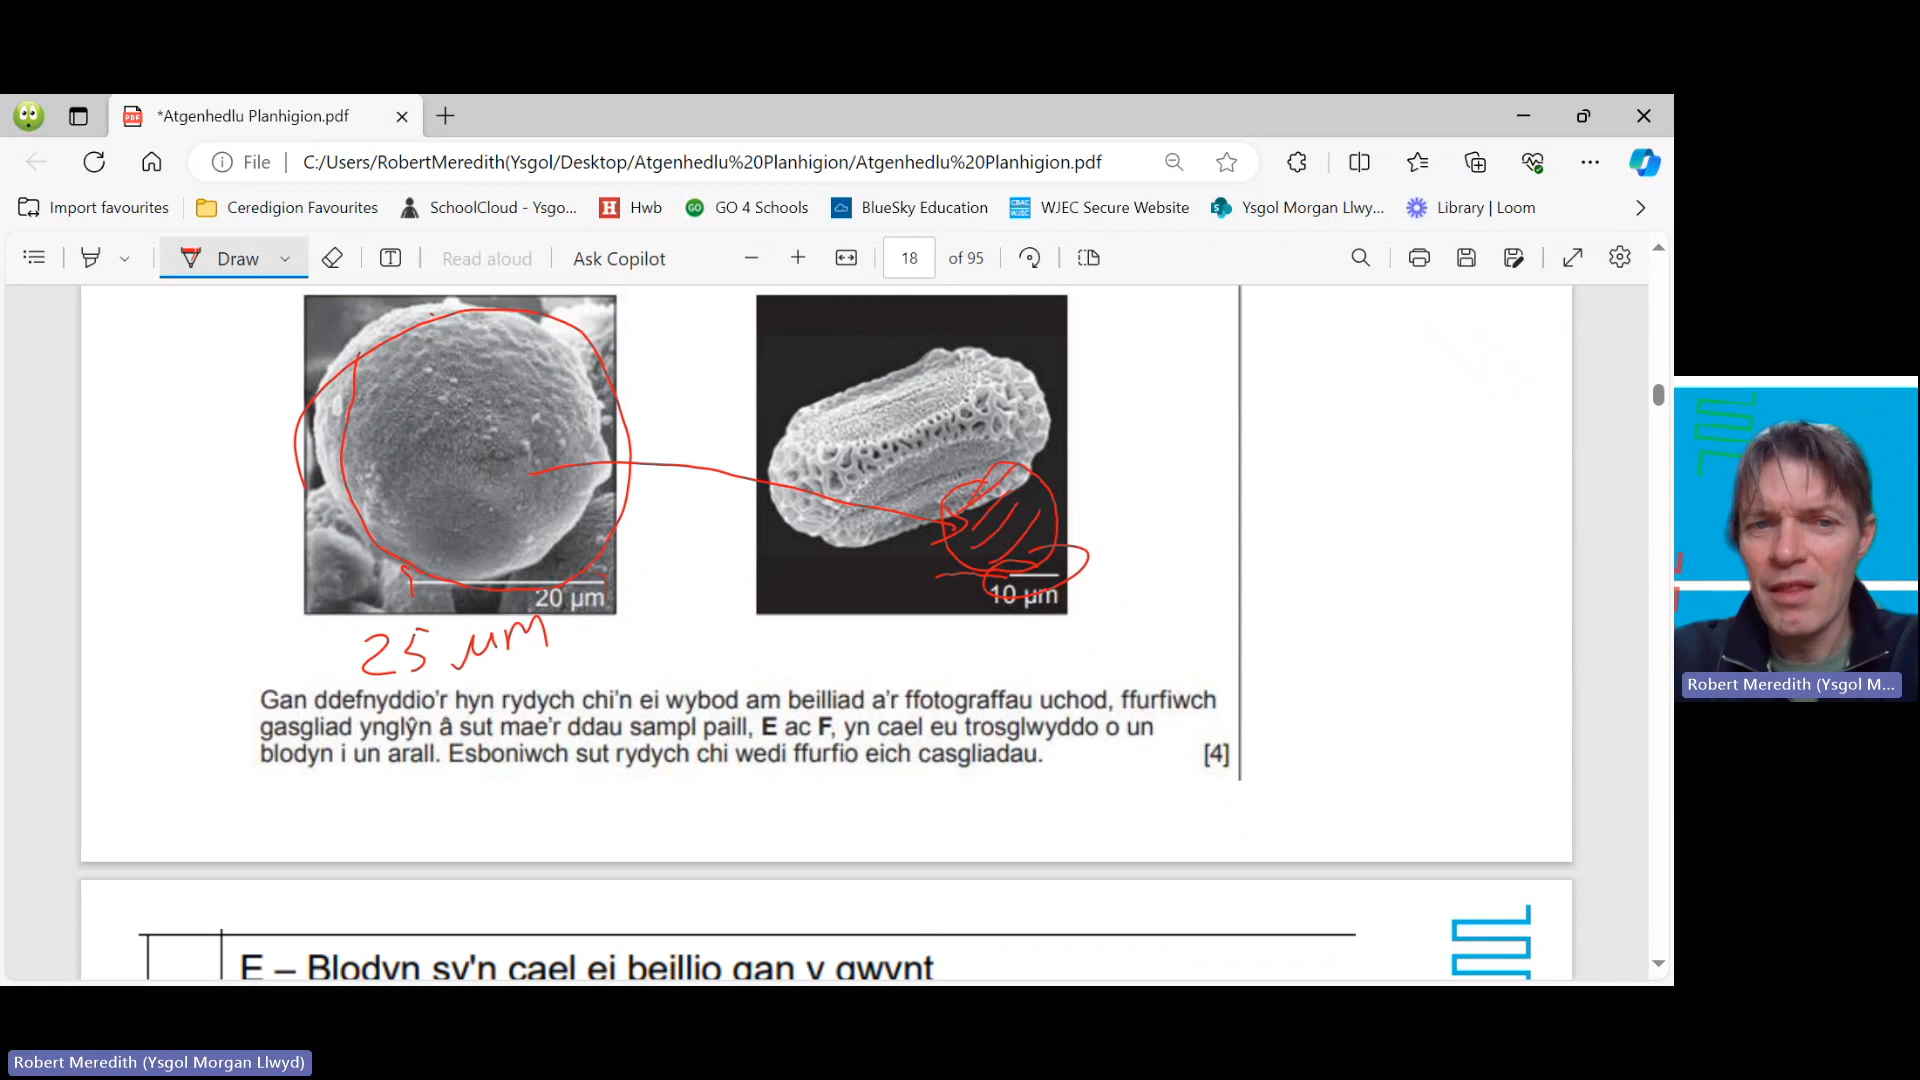 *Atgenhedlu Planhigion.pdf
File C:/Users/RobertMeredith(Ysgol/Desktop/Atgenhedlu%20Planhigion/Atgenhedlu%20Planhigion.pdf
Import favourites Ceredigion Favourites SchoolCloud - Ysgo... Hwb GO 4 Schools BlueSky Education WJEC Secure Website Ysgol Morgan Llwy... Library | Loom
Draw Read aloud Ask Copilot 18 of 95
20 µm 10 µm
25 µm
Gan ddefnyddio'r hyn rydych chi'n ei wybod am beilliad a'r ffotograffau uchod, ffurfiwch
gasgliad ynglŷn â sut mae'r ddau sampl paill, E ac F, yn cael eu trosglwyddo o un
blodyn i un arall. Esboniwch sut rydych chi wedi ffurfio eich casgliadau. [4]
E – Blodyn sy'n cael ei beillio gan y gwynt
Robert Meredith (Ysgol M...
Robert Meredith (Ysgol Morgan Llwyd)